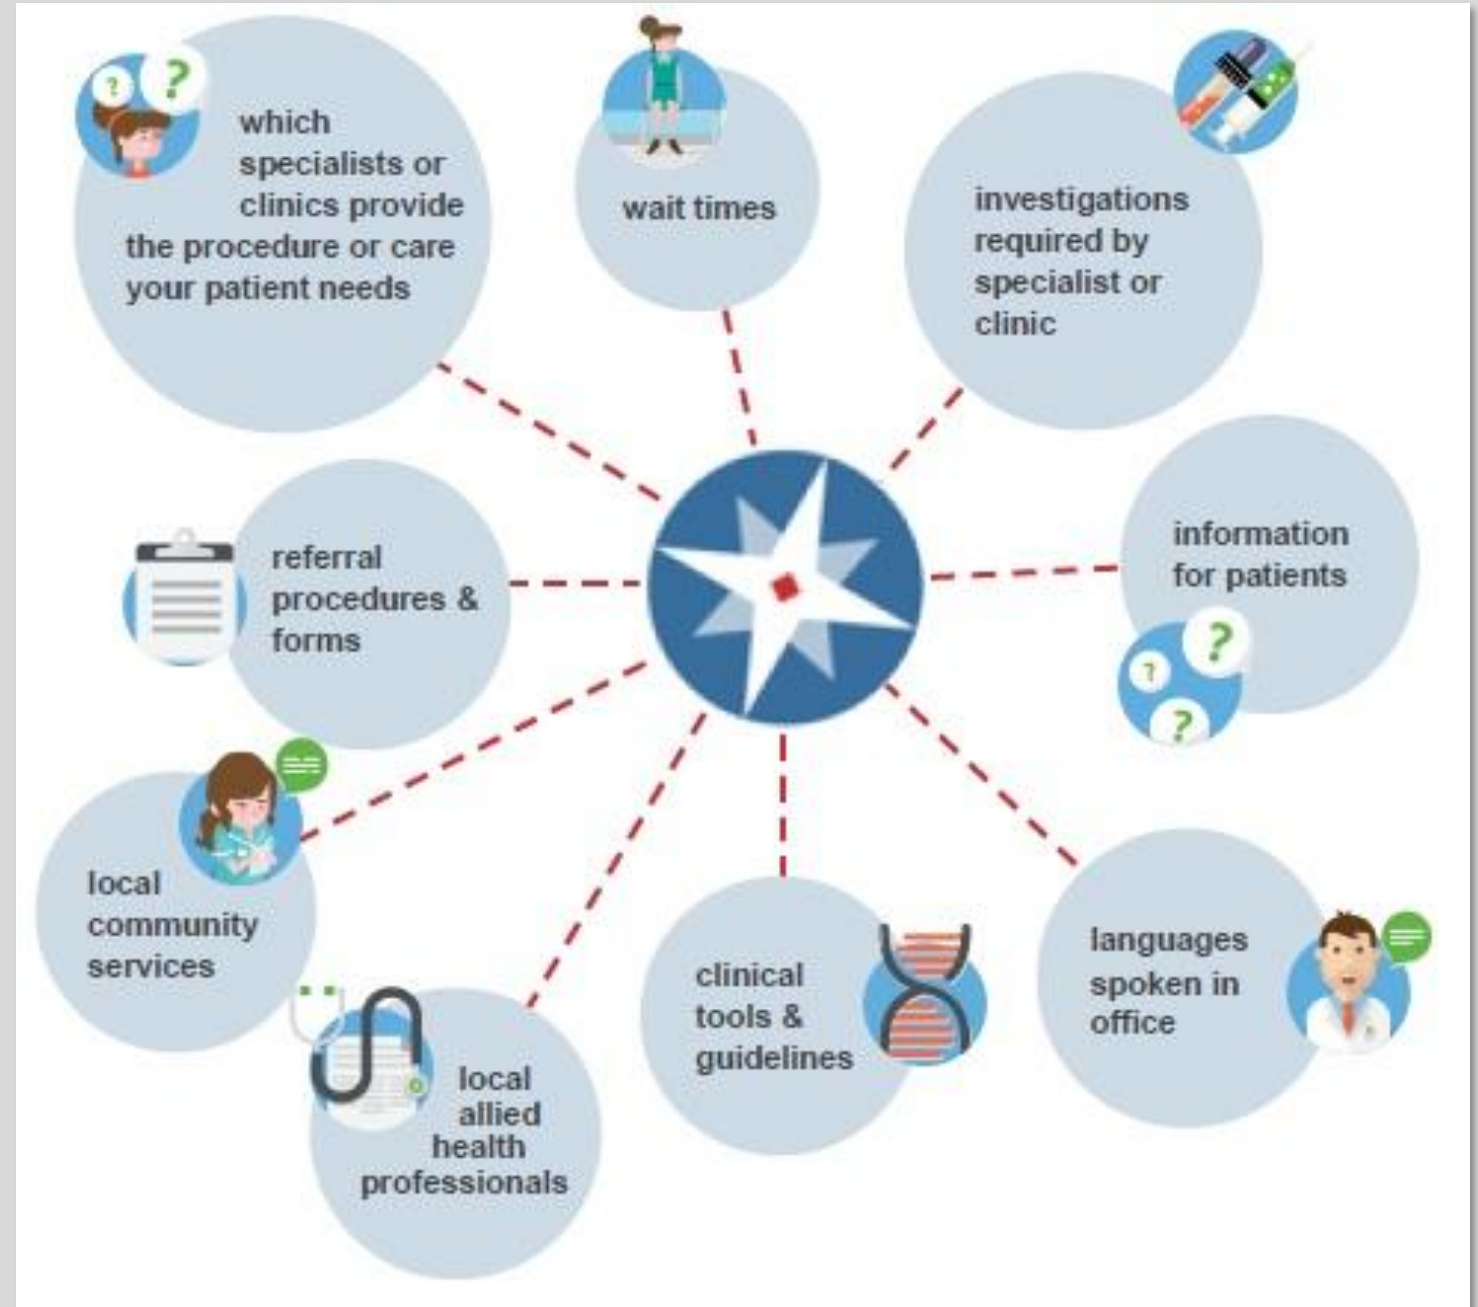 which
specialists or
clinics provide
the procedure or care
your patient needs
wait times
investigations
required by
specialist or
clinic
referral
procedures &
forms
information
for patients
local
community
services
local
allied
health
professionals
clinical
tools &
guidelines
languages
spoken in
office
? ?
? ? ?